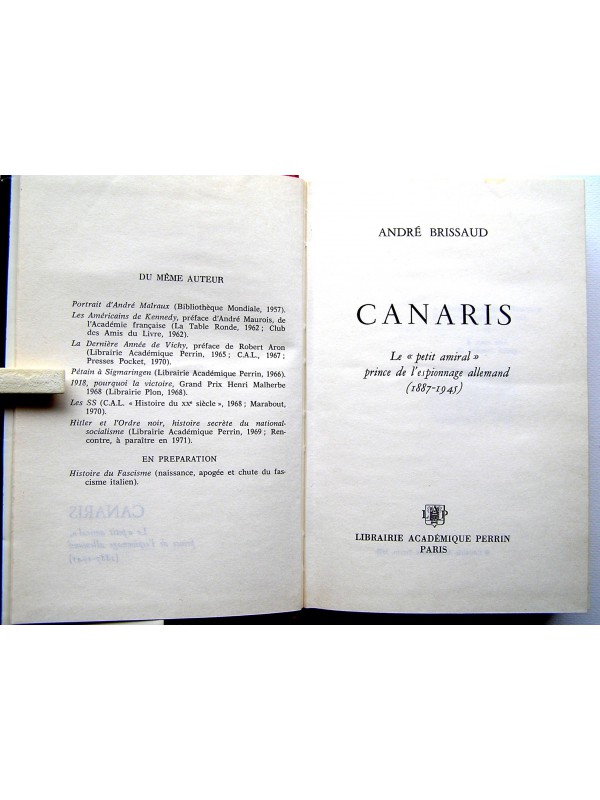 DU MÊME AUTEUR
Portrait d'André Malraux (Bibliothèque Mondiale, 1957).
Les Américains de Kennedy, préface d'André Maurois, de
l'Académie française (La Table Ronde, 1962 ; Club
des Amis du Livre, 1962).
La Dernière Année de Vichy, préface de Robert Aron
(Librairie Académique Perrin, 1965 ; C.A.L., 1967 ;
Presses Pocket, 1970).
Pétain à Sigmaringen (Librairie Académique Perrin, 1966).
1918, pourquoi la victoire, Grand Prix Henri Malherbe
1968 (Librairie Plon, 1968).
Les SS (C.A.L. « Histoire du XXe siècle », 1968 ; Marabout,
1970).
Hitler et l'Ordre noir, histoire secrète du national-
socialisme (Librairie Académique Perrin, 1969 ; Ren-
contre, à paraître en 1971).
EN PREPARATION
Histoire du Fascisme (naissance, apogée et chute du fas-
cisme italien).
ANDRÉ BRISSAUD
CANARIS
Le « petit amiral »
prince de l'espionnage allemand
(1887-1945)
LIBRAIRIE ACADÉMIQUE PERRIN
PARIS